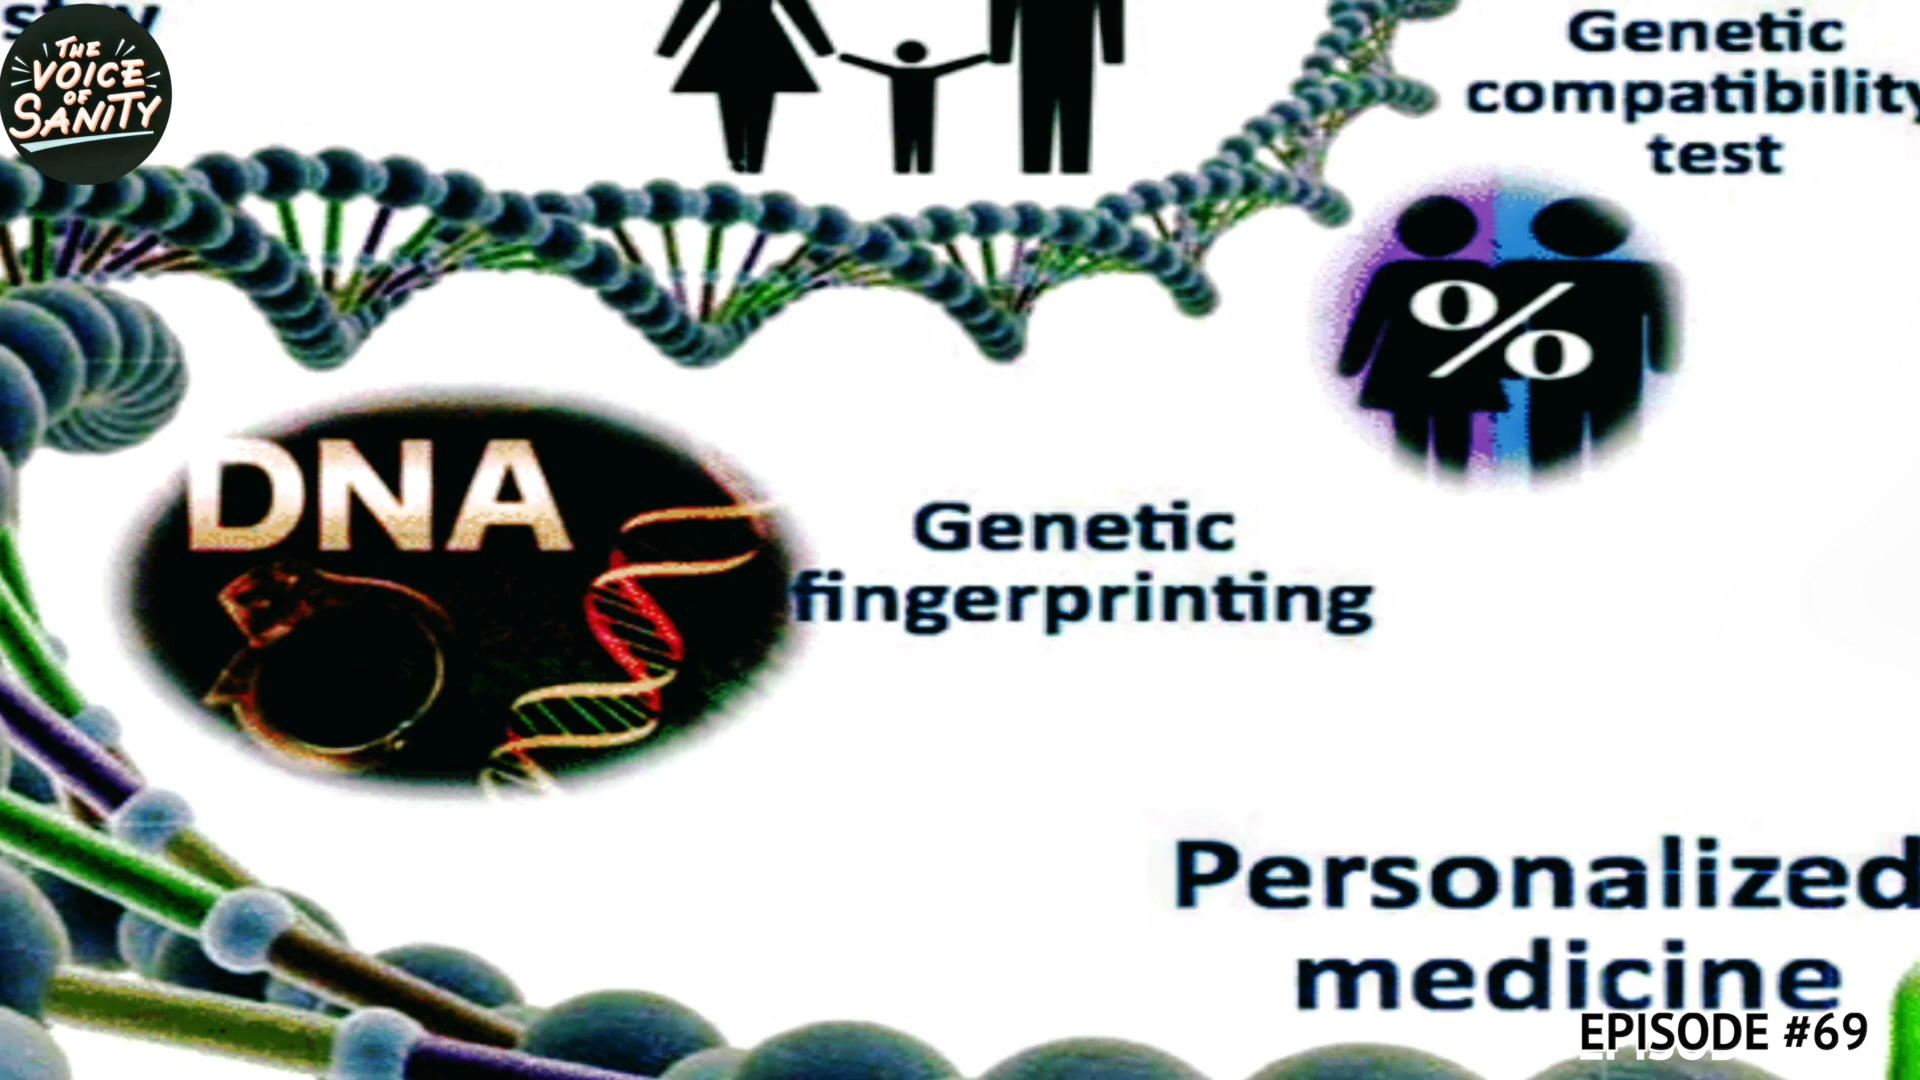 THE
VOICE
OF
SANITY
Genetic
compatibility
test
%
DNA
Genetic
fingerprinting
Personalized
medicine
EPISODE #69